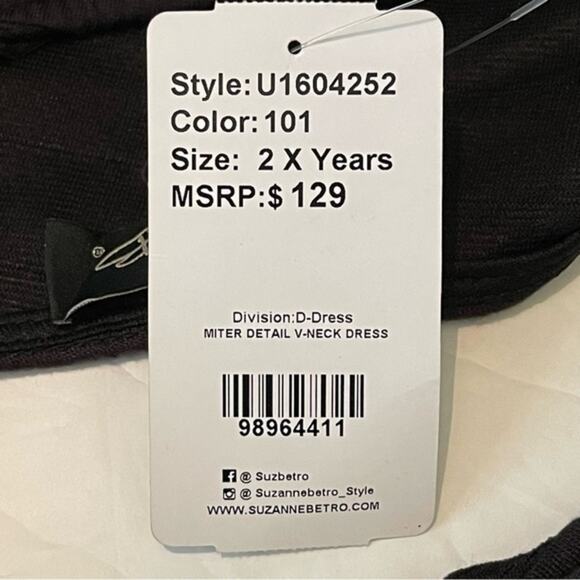 Style: U1604252
Color: 101
Size: 2 X Years
MSRP:$ 129
Division:D-Dress
MITER DETAIL V-NECK DRESS
98964411
@ Suzbetro
@ Suzannebetro_Style
WWW.SUZANNEBETRO.COM